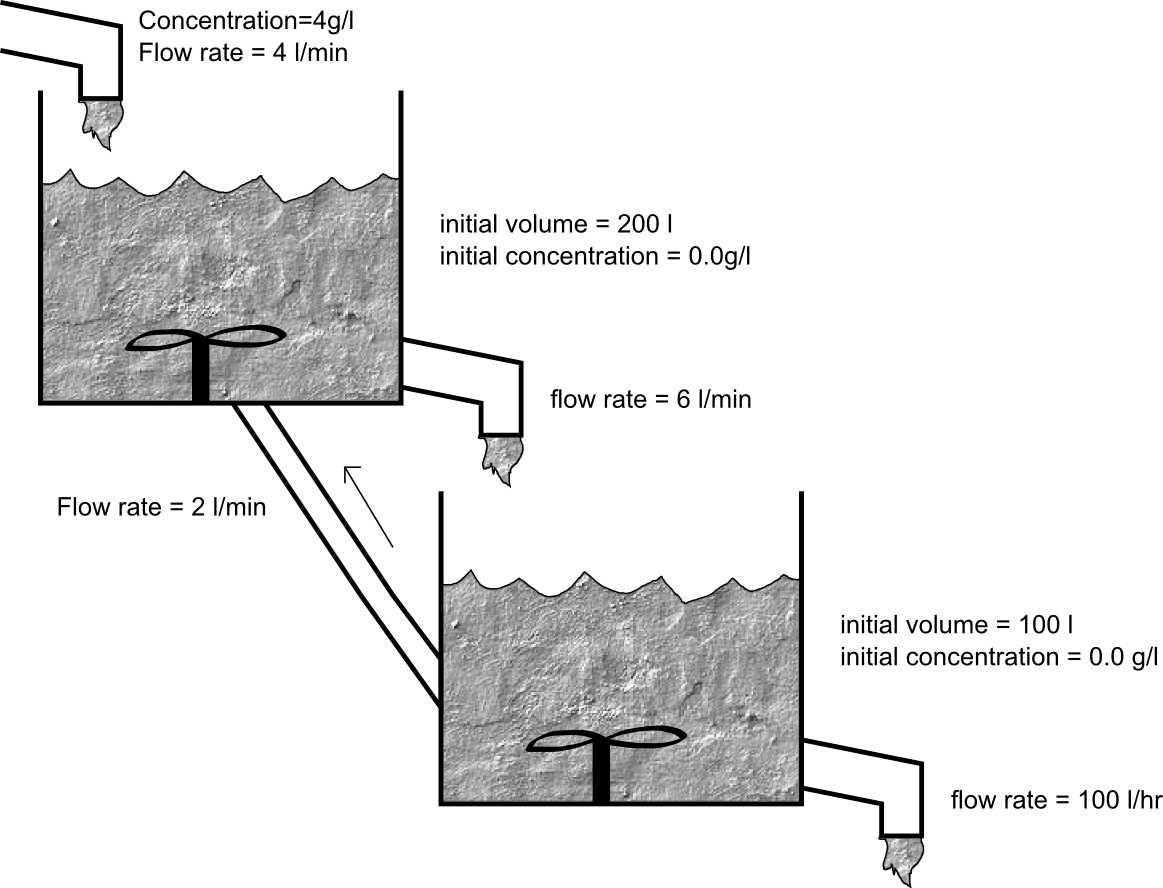 Concentration=4g/l
Flow rate = 4 l/min
initial volume = 200 l
initial concentration = 0.0g/l
flow rate = 6 l/min
Flow rate = 2 l/min
initial volume = 100 l
initial concentration = 0.0 g/l
flow rate = 100 l/hr